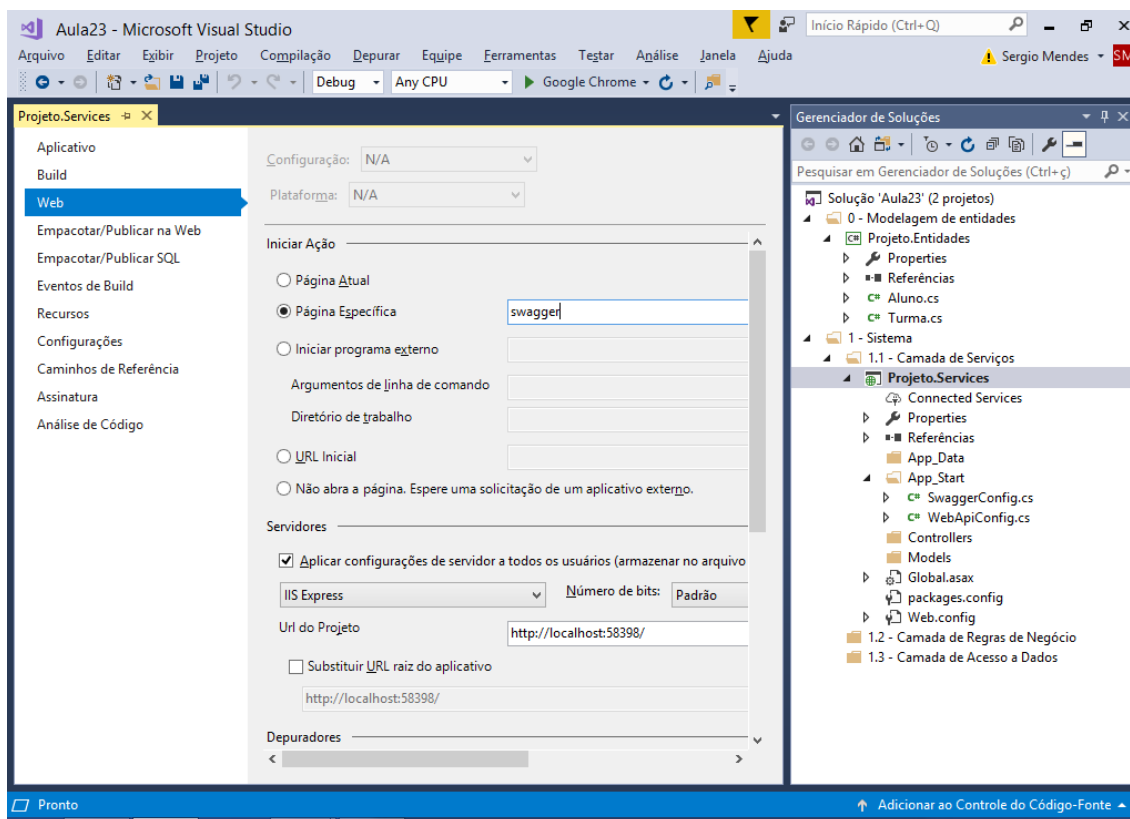 Aula23 - Microsoft Visual Studio
Início Rápido (Ctrl+Q)
Arquivo Editar Exibir Projeto Compilação Depurar Equipe Ferramentas Testar Análise Janela Ajuda
Sergio Mendes SM
Debug Any CPU Google Chrome
Projeto.Services
Aplicativo
Build
Web
Empacotar/Publicar na Web
Empacotar/Publicar SQL
Eventos de Build
Recursos
Configurações
Caminhos de Referência
Assinatura
Análise de Código
Configuração: N/A
Plataforma: N/A
Iniciar Ação
Página Atual
Página Específica swagger
Iniciar programa externo
Argumentos de linha de comando
Diretório de trabalho
URL Inicial
Não abra a página. Espere uma solicitação de um aplicativo externo.
Servidores
Aplicar configurações de servidor a todos os usuários (armazenar no arquivo
IIS Express Número de bits: Padrão
Url do Projeto http://localhost:58398/
Substituir URL raiz do aplicativo
http://localhost:58398/
Depuradores
Gerenciador de Soluções
Pesquisar em Gerenciador de Soluções (Ctrl+ç)
Solução 'Aula23' (2 projetos)
0 - Modelagem de entidades
C# Projeto.Entidades
Properties
Referências
C# Aluno.cs
C# Turma.cs
1 - Sistema
1.1 - Camada de Serviços
Projeto.Services
Connected Services
Properties
Referências
App_Data
App_Start
C# SwaggerConfig.cs
C# WebApiConfig.cs
Controllers
Models
Global.asax
packages.config
Web.config
1.2 - Camada de Regras de Negócio
1.3 - Camada de Acesso a Dados
Pronto
Adicionar ao Controle do Código-Fonte